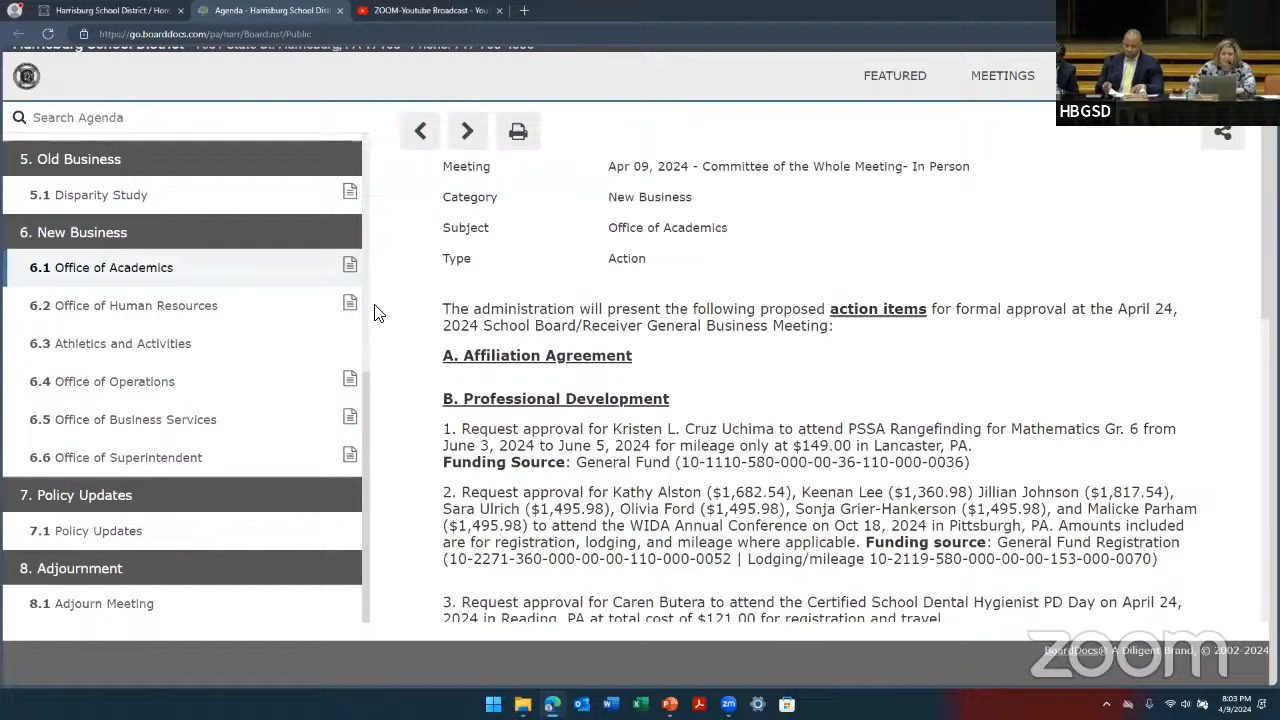 Harrisburg School District / Hom
Agenda - Harrisburg School Distri
ZOOM-Youtube Broadcast - You
https://go.boarddocs.com/pa/harr/Board.nsf/Public
FEATURED
MEETINGS
HBGSD
Search Agenda
5. Old Business
5.1 Disparity Study
6. New Business
6.1 Office of Academics
6.2 Office of Human Resources
6.3 Athletics and Activities
6.4 Office of Operations
6.5 Office of Business Services
6.6 Office of Superintendent
7. Policy Updates
7.1 Policy Updates
8. Adjournment
8.1 Adjourn Meeting
Meeting Apr 09, 2024 - Committee of the Whole Meeting- In Person
Category New Business
Subject Office of Academics
Type Action
The administration will present the following proposed action items for formal approval at the April 24,
2024 School Board/Receiver General Business Meeting:
A. Affiliation Agreement
B. Professional Development
1. Request approval for Kristen L. Cruz Uchima to attend PSSA Rangefinding for Mathematics Gr. 6 from
June 3, 2024 to June 5, 2024 for mileage only at $149.00 in Lancaster, PA.
Funding Source: General Fund (10-1110-580-000-00-36-110-000-0036)
2. Request approval for Kathy Alston ($1,682.54), Keenan Lee ($1,360.98) Jillian Johnson ($1,817.54),
Sara Ulrich ($1,495.98), Olivia Ford ($1,495.98), Sonja Grier-Hankerson ($1,495.98), and Malicke Parham
($1,495.98) to attend the WIDA Annual Conference on Oct 18, 2024 in Pittsburgh, PA. Amounts included
are for registration, lodging, and mileage where applicable. Funding source: General Fund Registration
(10-2271-360-000-00-00-110-000-0052 | Lodging/mileage 10-2119-580-000-00-00-153-000-0070)
3. Request approval for Caren Butera to attend the Certified School Dental Hygienist PD Day on April 24,
2024 in Reading, PA at total cost of $121.00 for registration and travel
zoom
BoardDocs® A Diligent Brand, © 2002-2024
8:03 PM
4/9/2024